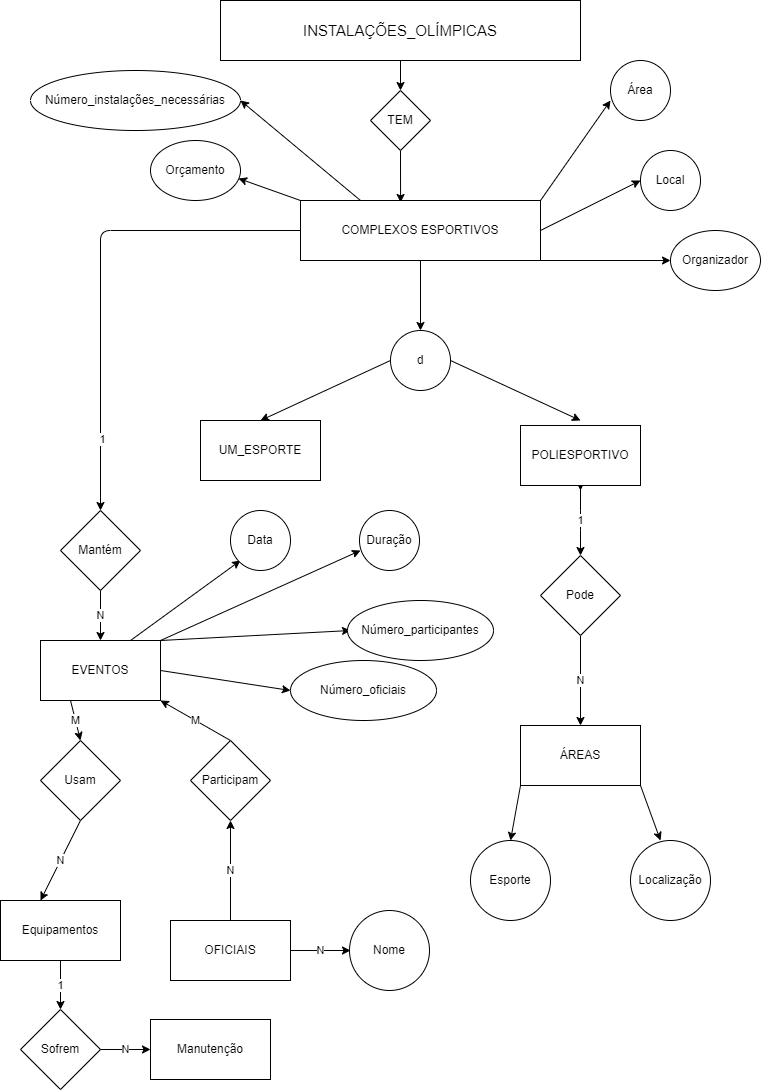 INSTALAÇÕES_OLÍMPICAS
Número_instalações_necessárias
TEM
Área
Orçamento
Local
COMPLEXOS ESPORTIVOS
Organizador
d
1
UM_ESPORTE
POLIESPORTIVO
1
Mantém
Data
Duração
Pode
N
Número_participantes
EVENTOS
Número_oficiais
N
M
M
Usam
Participam
ÁREAS
N
N
Esporte
Localização
Equipamentos
OFICIAIS
N
Nome
1
Sofrem
N
Manutenção